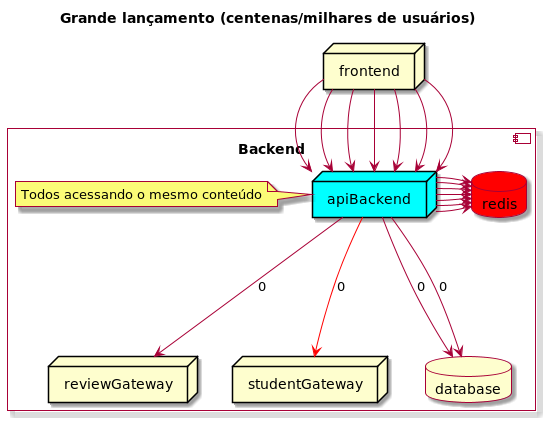 Grande lançamento (centenas/milhares de usuários)
frontend
Backend
Todos acessando o mesmo conteúdo
apiBackend
redis
0
0
0
0
reviewGateway
studentGateway
database